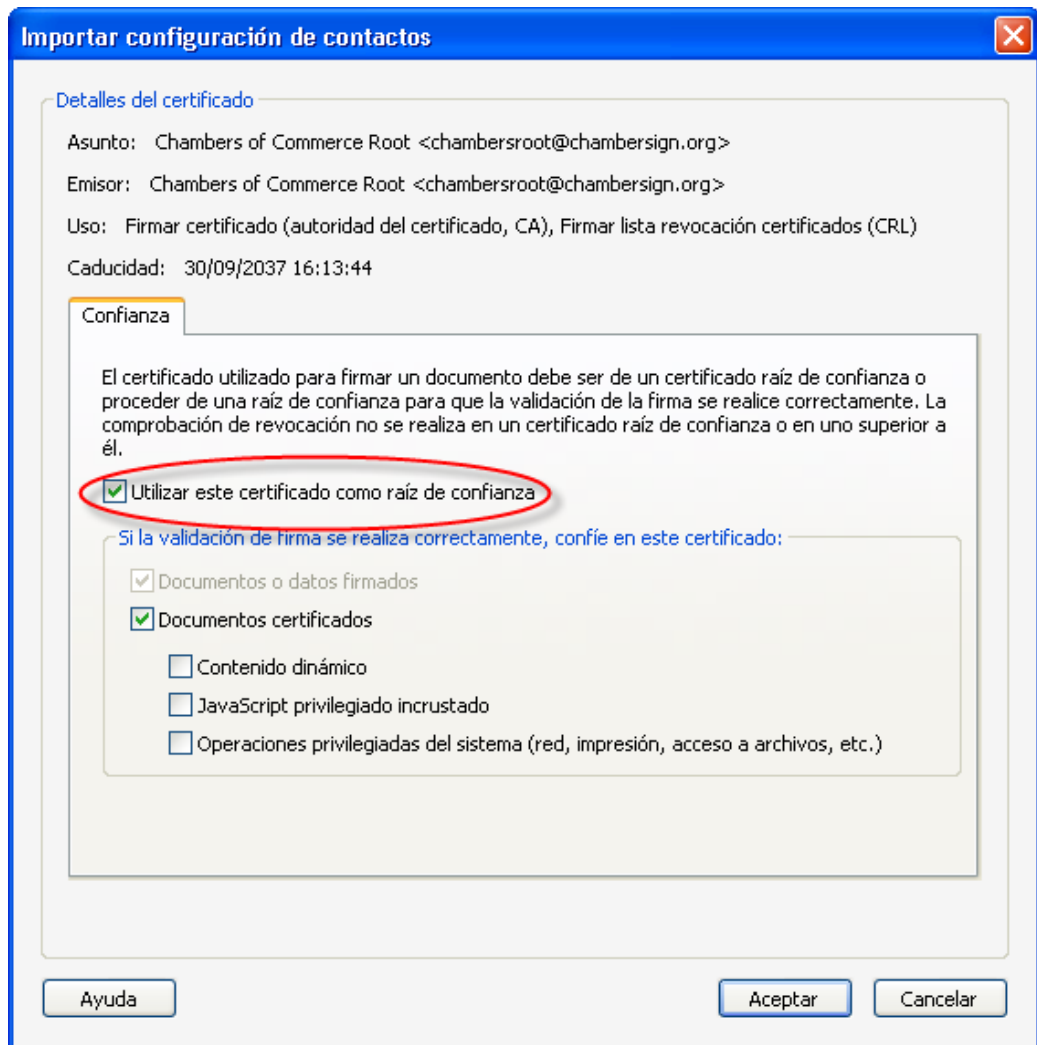 Importar configuración de contactos
Detalles del certificado
Asunto: Chambers of Commerce Root <chambersroot@chambersign.org>
Emisor: Chambers of Commerce Root <chambersroot@chambersign.org>
Uso: Firmar certificado (autoridad del certificado, CA), Firmar lista revocación certificados (CRL)
Caducidad: 30/09/2037 16:13:44
Confianza
El certificado utilizado para firmar un documento debe ser de un certificado raíz de confianza o
proceder de una raíz de confianza para que la validación de la firma se realice correctamente. La
comprobación de revocación no se realiza en un certificado raíz de confianza o en uno superior a
él.
Utilizar este certificado como raíz de confianza
Si la validación de firma se realiza correctamente, confíe en este certificado:
Documentos o datos firmados
Documentos certificados
Contenido dinámico
JavaScript privilegiado incrustado
Operaciones privilegiadas del sistema (red, impresión, acceso a archivos, etc.)
Ayuda
Aceptar
Cancelar